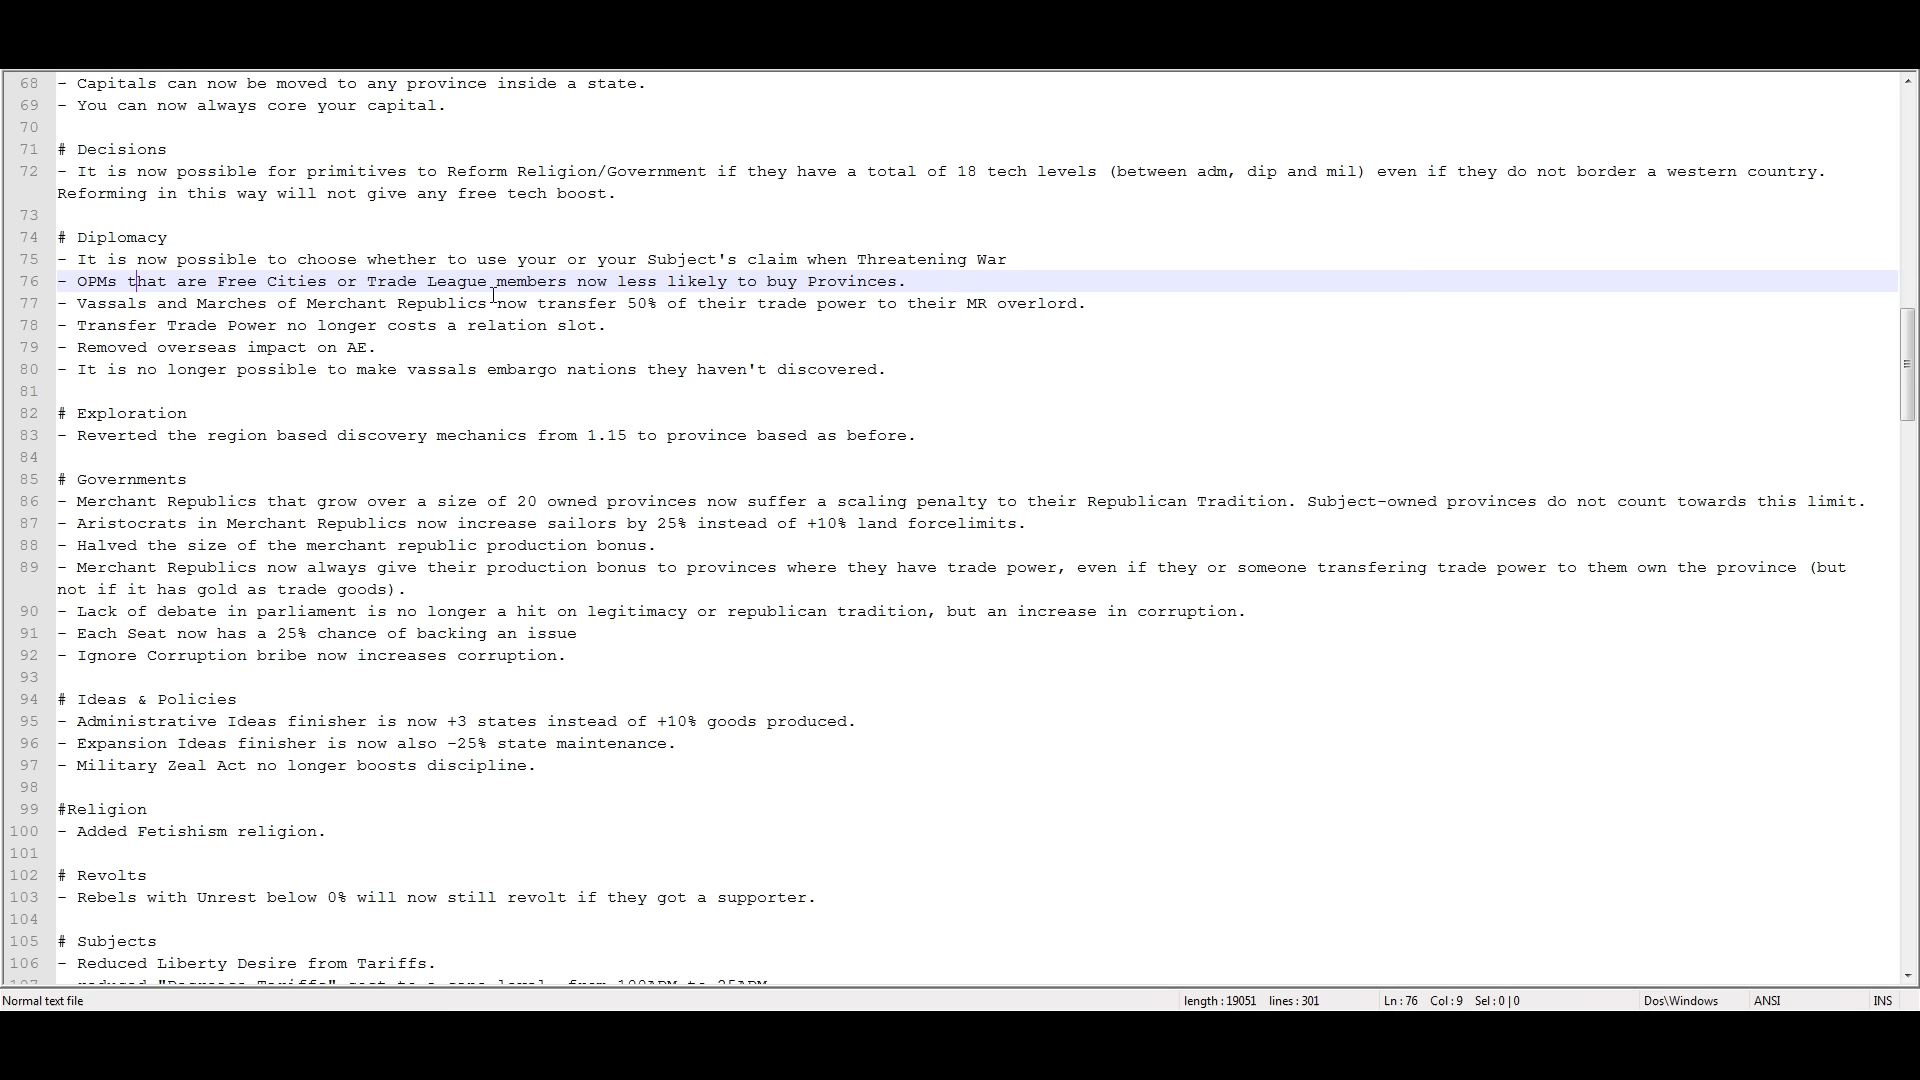 68 - Capitals can now be moved to any province inside a state.
69 - You can now always core your capital.
70
71 # Decisions
72 - It is now possible for primitives to Reform Religion/Government if they have a total of 18 tech levels (between adm, dip and mil) even if they do not border a western country.
Reforming in this way will not give any free tech boost.
73
74 # Diplomacy
75 - It is now possible to choose whether to use your or your Subject's claim when Threatening War
76 - OPMs that are Free Cities or Trade League members now less likely to buy Provinces.
77 - Vassals and Marches of Merchant Republics now transfer 50% of their trade power to their MR overlord.
78 - Transfer Trade Power no longer costs a relation slot.
79 - Removed overseas impact on AE.
80 - It is no longer possible to make vassals embargo nations they haven't discovered.
81
82 # Exploration
83 - Reverted the region based discovery mechanics from 1.15 to province based as before.
84
85 # Governments
86 - Merchant Republics that grow over a size of 20 owned provinces now suffer a scaling penalty to their Republican Tradition. Subject-owned provinces do not count towards this limit.
87 - Aristocrats in Merchant Republics now increase sailors by 25% instead of +10% land forcelimits.
88 - Halved the size of the merchant republic production bonus.
89 - Merchant Republics now always give their production bonus to provinces where they have trade power, even if they or someone transfering trade power to them own the province (but
not if it has gold as trade goods).
90 - Lack of debate in parliament is no longer a hit on legitimacy or republican tradition, but an increase in corruption.
91 - Each Seat now has a 25% chance of backing an issue
92 - Ignore Corruption bribe now increases corruption.
93
94 # Ideas & Policies
95 - Administrative Ideas finisher is now +3 states instead of +10% goods produced.
96 - Expansion Ideas finisher is now also -25% state maintenance.
97 - Military Zeal Act no longer boosts discipline.
98
99 #Religion
100 - Added Fetishism religion.
101
102 # Revolts
103 - Rebels with Unrest below 0% will now still revolt if they got a supporter.
104
105 # Subjects
106 - Reduced Liberty Desire from Tariffs.
Normal text file length : 19051 lines : 301 Ln : 76 Col : 9 Sel : 0 | 0 Dos\Windows ANSI INS